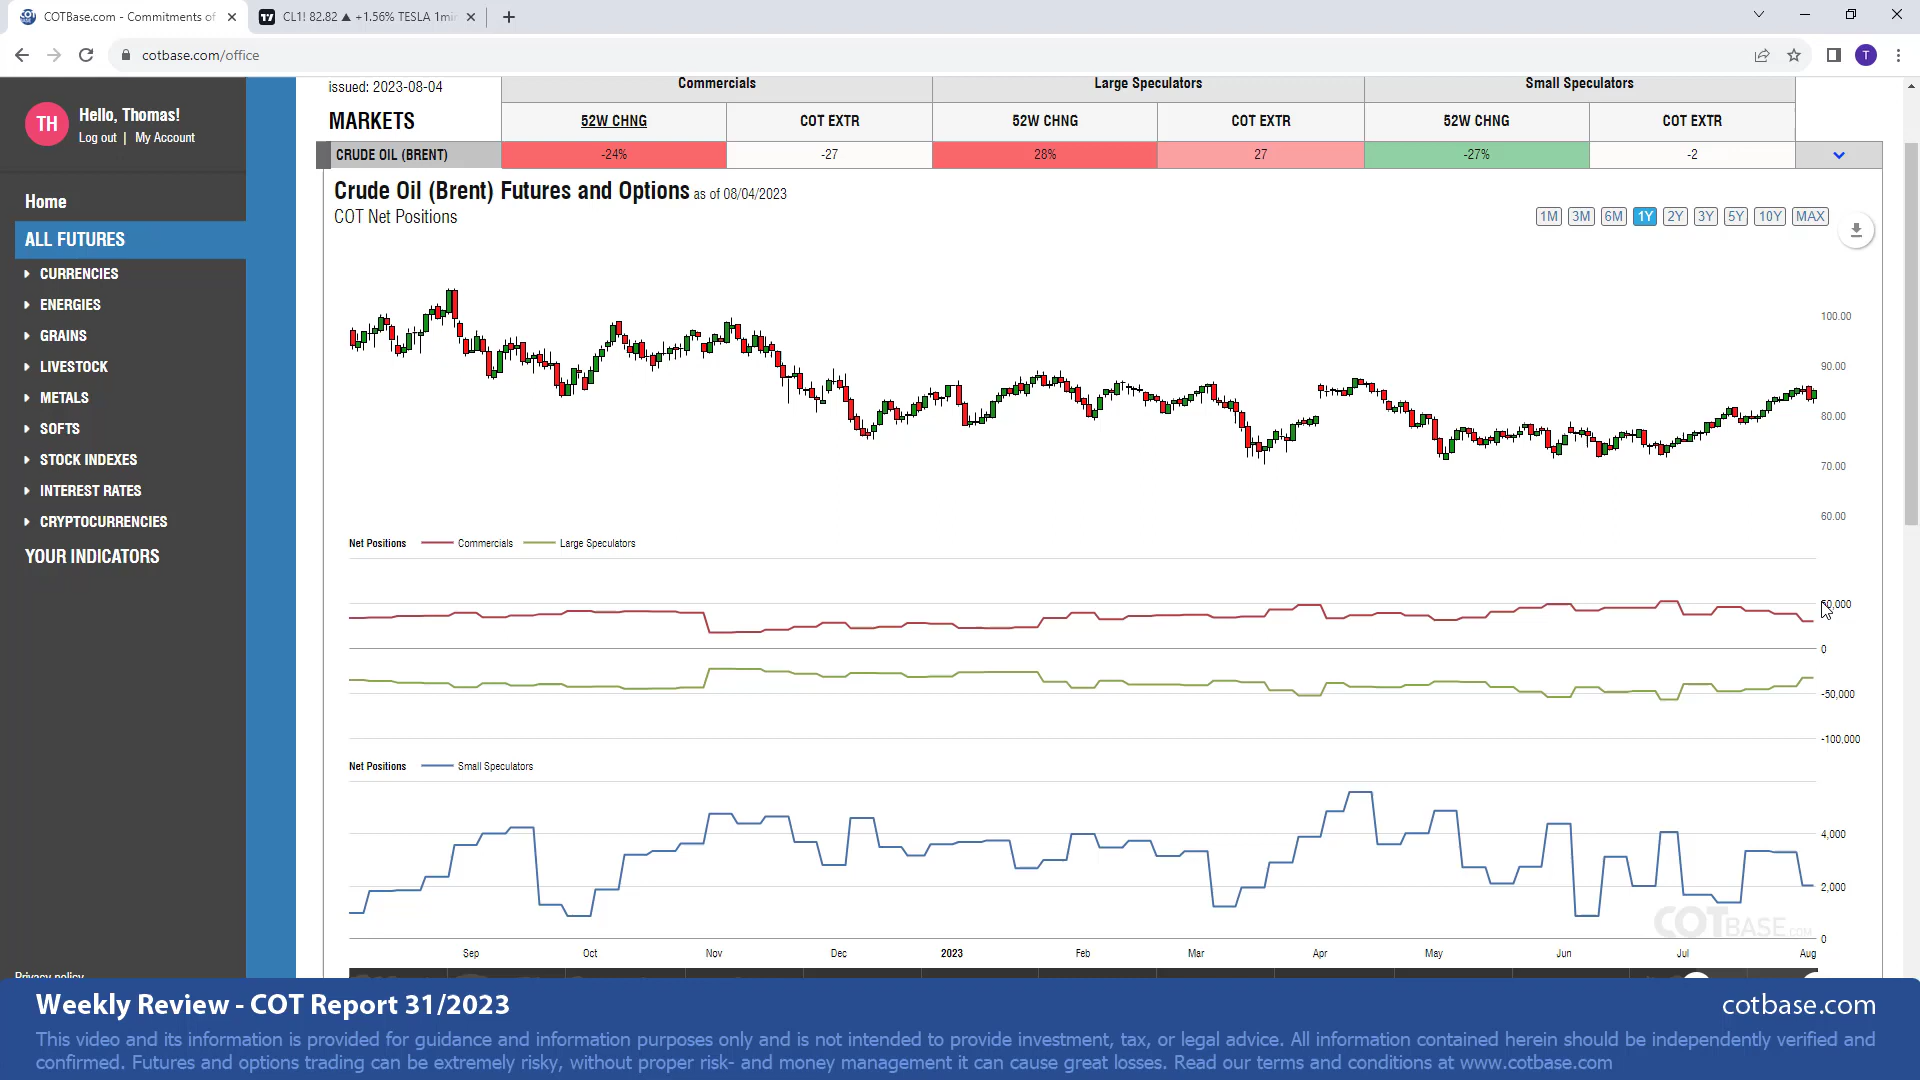 COTBase.com - Commitments of
CL1! 82.82 ▲ +1.56% TESLA 1min
cotbase.com/office
T
TH
Hello, Thomas!
Log out | My Account
Home
ALL FUTURES
CURRENCIES
ENERGIES
GRAINS
LIVESTOCK
METALS
SOFTS
STOCK INDEXES
INTEREST RATES
CRYPTOCURRENCIES
YOUR INDICATORS
Privacy policy
issued: 2023-08-04
Commercials Large Speculators Small Speculators
MARKETS 52W CHNG COT EXTR 52W CHNG COT EXTR 52W CHNG COT EXTR
CRUDE OIL (BRENT) -24% -27 28% 27 -27% -2
Crude Oil (Brent) Futures and Options as of 08/04/2023
COT Net Positions
1M 3M 6M 1Y 2Y 3Y 5Y 10Y MAX
100.00
90.00
80.00
70.00
60.00
Net Positions Commercials Large Speculators
50,000
0
-50,000
-100,000
Net Positions Small Speculators
4,000
2,000
0
COTBASE.COM
Sep Oct Nov Dec 2023 Feb Mar Apr May Jun Jul Aug
Weekly Review - COT Report 31/2023
cotbase.com
This video and its information is provided for guidance and information purposes only and is not intended to provide investment, tax, or legal advice. All information contained herein should be independently verified and
confirmed. Futures and options trading can be extremely risky, without proper risk- and money management it can cause great losses. Read our terms and conditions at www.cotbase.com